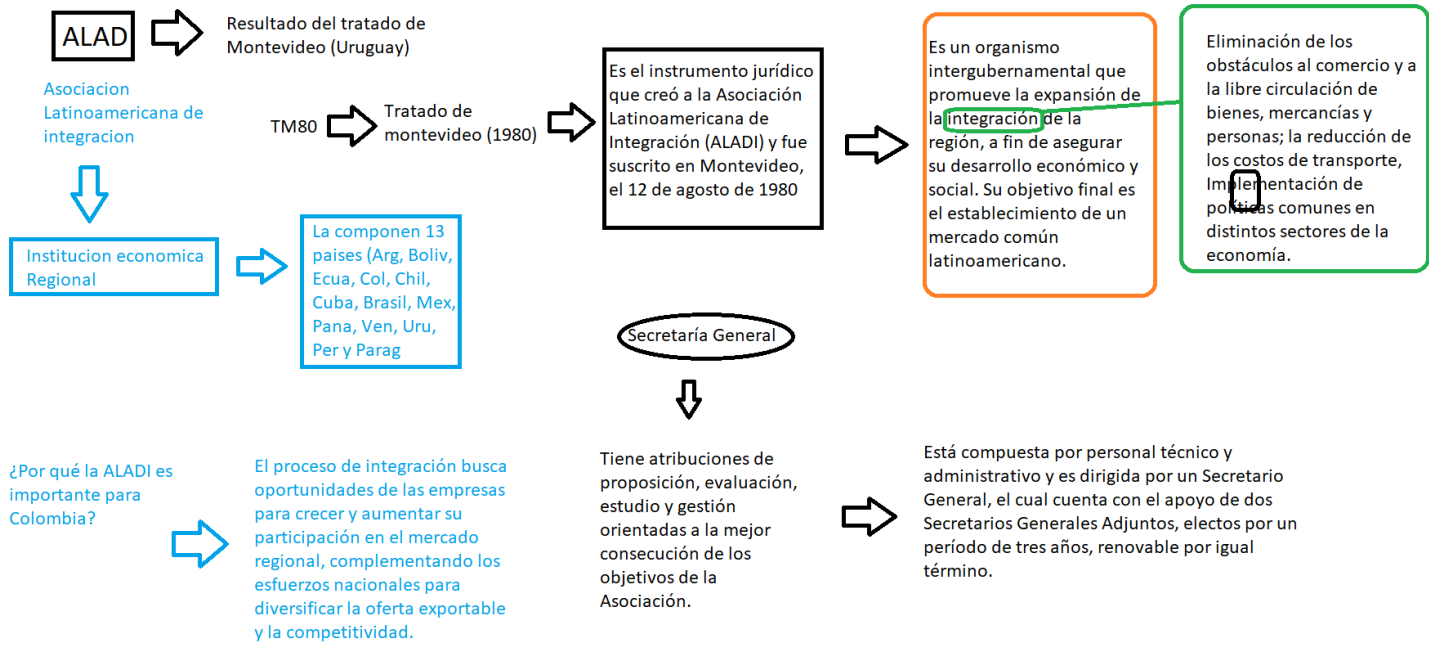 ALAD
Resultado del tratado de
Montevideo (Uruguay)
Asociacion
Latinoamericana de
integracion
TM80
Tratado de
montevideo (1980)
Es el instrumento jurídico
que creó a la Asociación
Latinoamericana de
Integración (ALADI) y fue
suscrito en Montevideo,
el 12 de agosto de 1980
Es un organismo
intergubernamental que
promueve la expansión de
la integración de la
región, a fin de asegurar
su desarrollo económico y
social. Su objetivo final es
el establecimiento de un
mercado común
latinoamericano.
Eliminación de los
obstáculos al comercio y a
la libre circulación de
bienes, mercancías y
personas; la reducción de
los costos de transporte,
Implementación de
políticas comunes en
distintos sectores de la
economía.
Institucion economica
Regional
La componen 13
paises (Arg, Boliv,
Ecua, Col, Chil,
Cuba, Brasil, Mex,
Pana, Ven, Uru,
Per y Parag
Secretaría General
¿Por qué la ALADI es
importante para
Colombia?
El proceso de integración busca
oportunidades de las empresas
para crecer y aumentar su
participación en el mercado
regional, complementando los
esfuerzos nacionales para
diversificar la oferta exportable
y la competitividad.
Tiene atribuciones de
proposición, evaluación,
estudio y gestión
orientadas a la mejor
consecución de los
objetivos de la
Asociación.
Está compuesta por personal técnico y
administrativo y es dirigida por un Secretario
General, el cual cuenta con el apoyo de dos
Secretarios Generales Adjuntos, electos por un
período de tres años, renovable por igual
término.